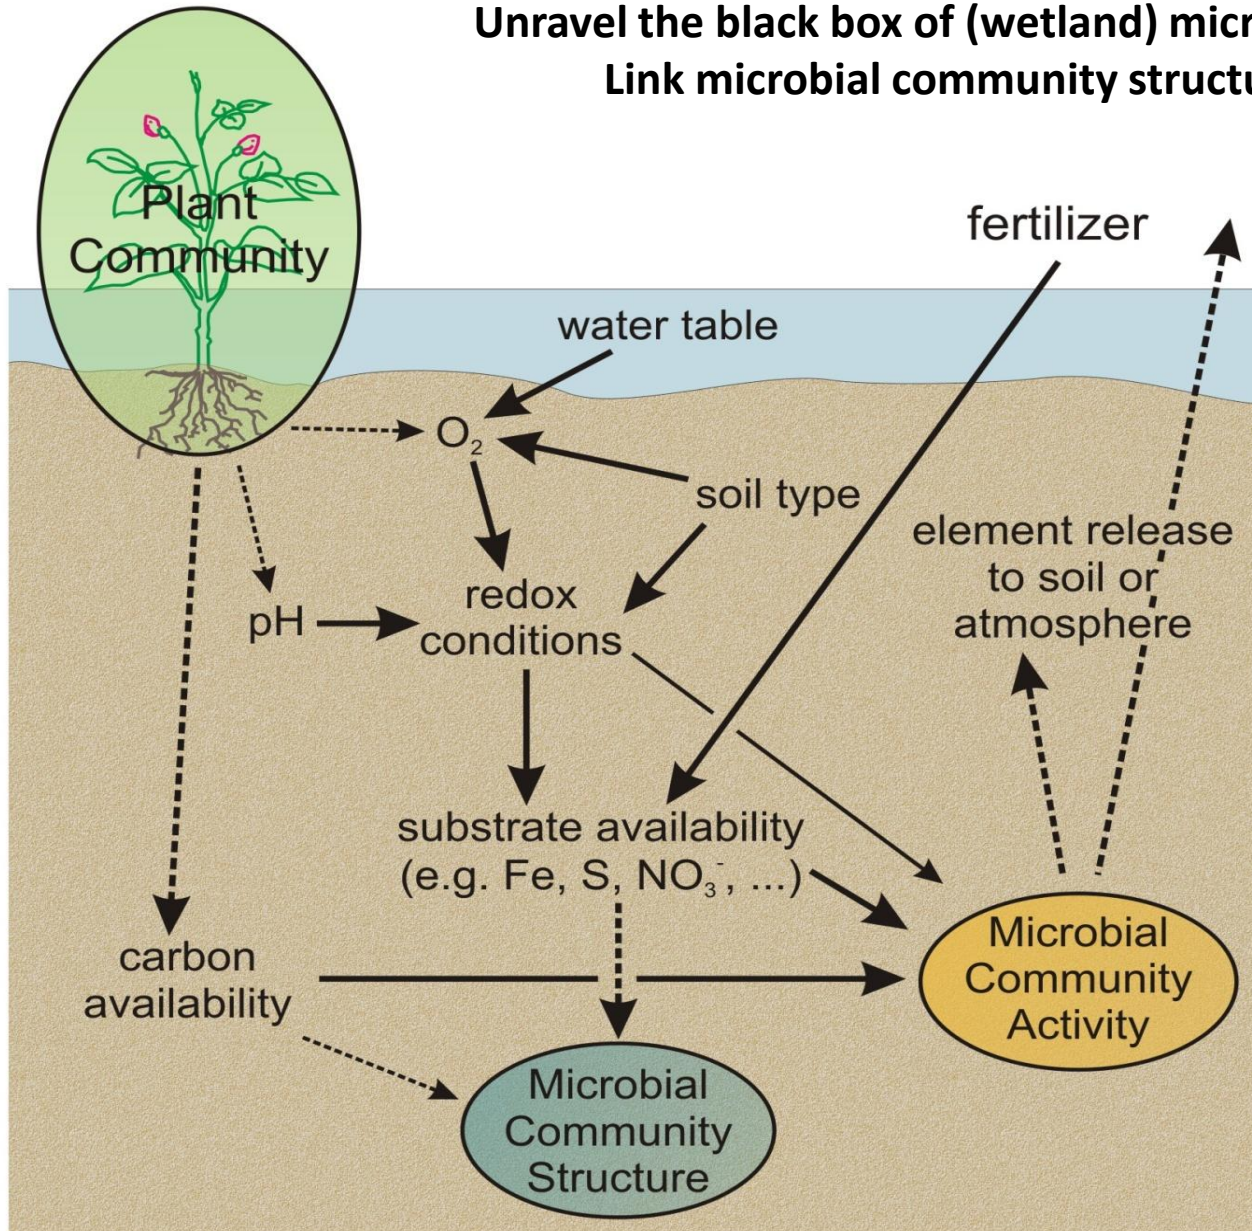 Unravel the black box of (wetland)
Link microbial community
Plant
Community
fertilizer
water table
O₂
soil type
element release
to soil or
atmosphere
redox
conditions
pH
substrate availability
(e.g. Fe, S, NO₃⁻, ...)
carbon
availability
Microbial
Community
Activity
Microbial
Community
Structure